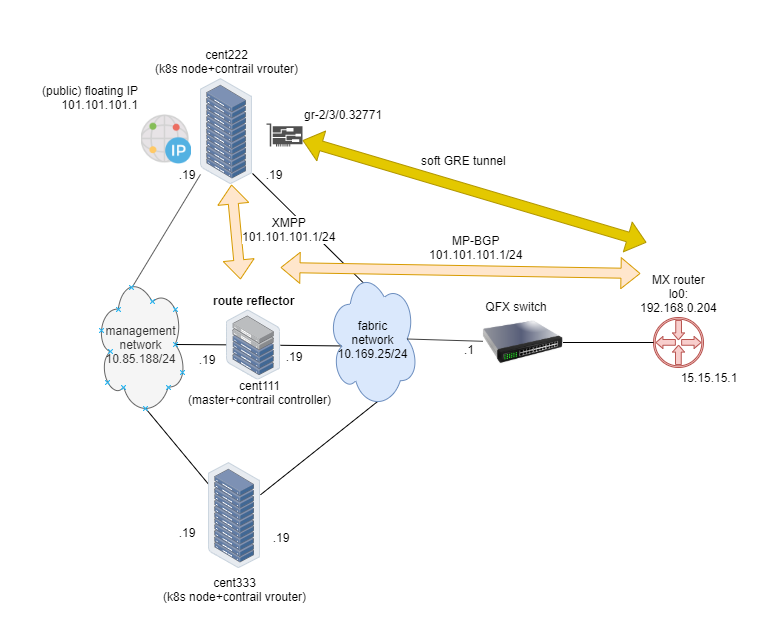 cent222
(k8s node+contrail vrouter)
(public) floating IP
101.101.101.1
IP
gr-2/3/0.32771
soft GRE tunnel
.19
.19
XMPP
101.101.101.1/24
MP-BGP
101.101.101.1/24
MX router
lo0:
192.168.0.204
route reflector
QFX switch
management
network
10.85.188/24
fabric
network
10.169.25/24
.19
.19
.1
cent111
(master+contrail controller)
15.15.15.1
.19
.19
cent333
(k8s node+contrail vrouter)